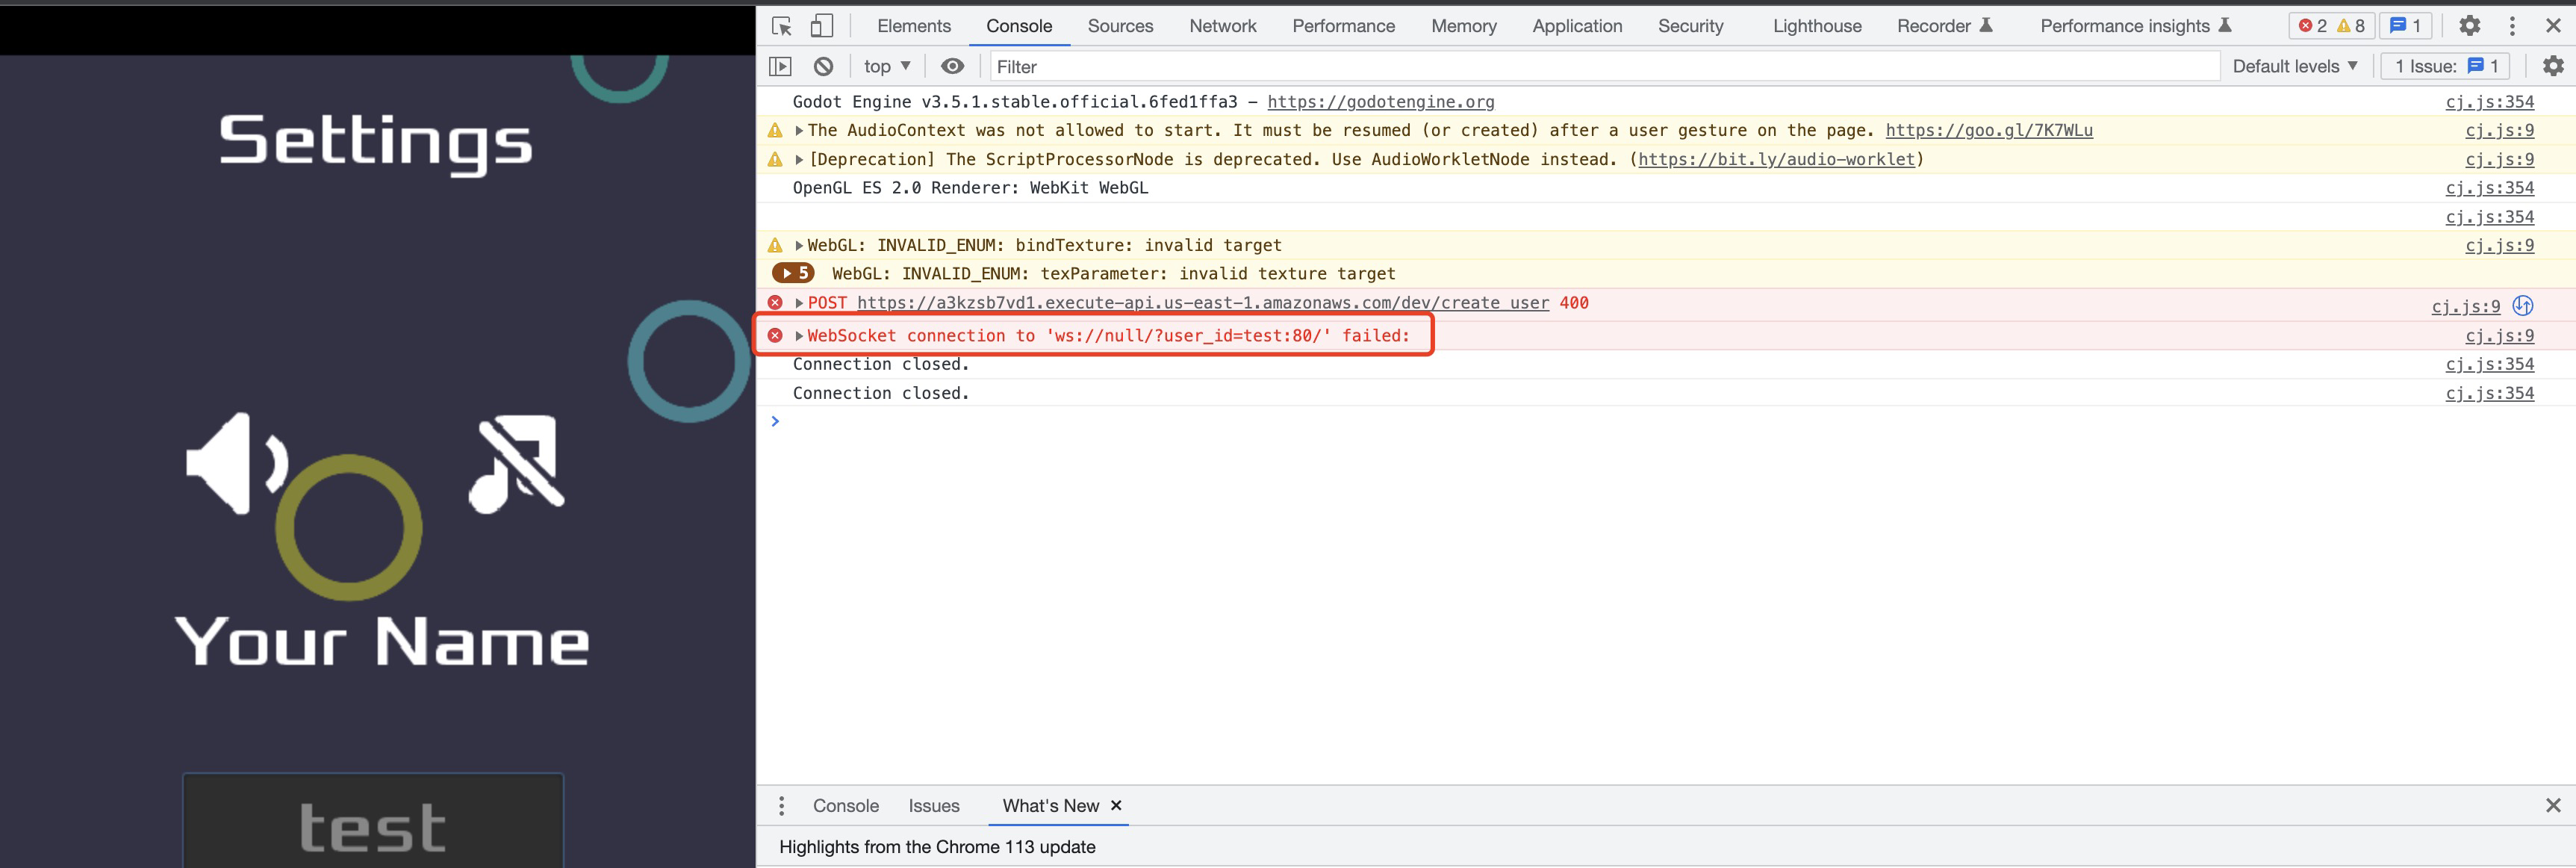 Settings
Your Name
test
Elements Console Sources Network Performance Memory Application Security Lighthouse Recorder Performance insights 2 8 1
top Filter Default levels 1 Issue: 1
Godot Engine v3.5.1.stable.official.6fed1ffa3 – https://godotengine.org cj.js:354
The AudioContext was not allowed to start. It must be resumed (or created) after a user gesture on the page. https://goo.gl/7K7WLu cj.js:9
[Deprecation] The ScriptProcessorNode is deprecated. Use AudioWorkletNode instead. (https://bit.ly/audio-worklet) cj.js:9
OpenGL ES 2.0 Renderer: WebKit WebGL cj.js:354
cj.js:354
WebGL: INVALID_ENUM: bindTexture: invalid target cj.js:9
5 WebGL: INVALID_ENUM: texParameter: invalid texture target
POST https://a3kzsb7vd1.execute-api.us-east-1.amazonaws.com/dev/create_user 400 cj.js:9
WebSocket connection to 'ws://null/?user_id=test:80/' failed: cj.js:9
Connection closed. cj.js:354
Connection closed. cj.js:354
Console Issues What's New
Highlights from the Chrome 113 update